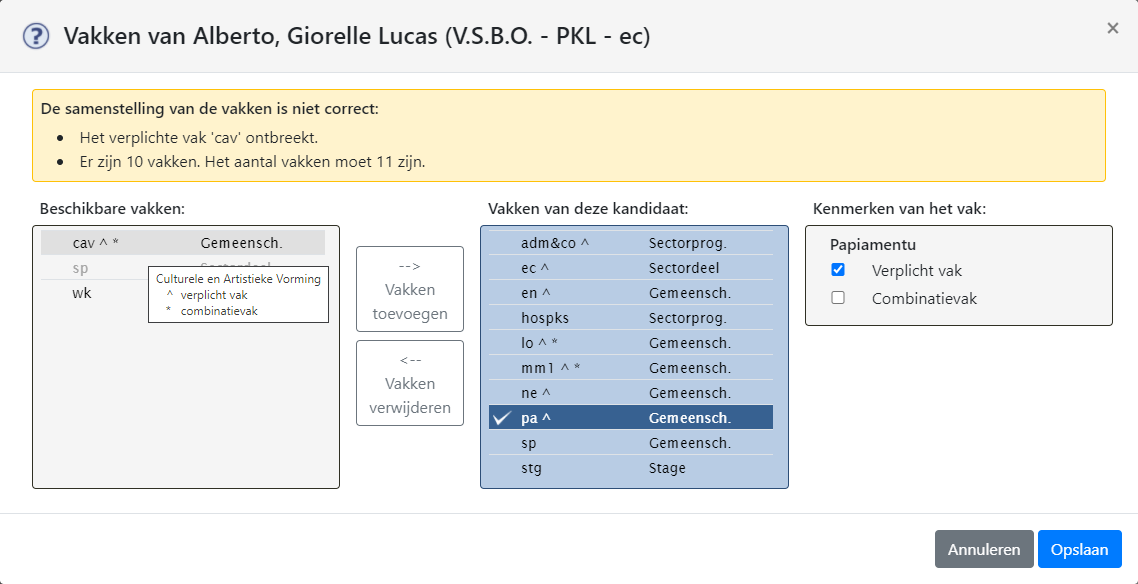 Vakken van Alberto, Giorelle Lucas (V.S.B.O. - PKL - ec)
×
De samenstelling van de vakken is niet correct:
• Het verplichte vak 'cav' ontbreekt.
• Er zijn 10 vakken. Het aantal vakken moet 11 zijn.
Beschikbare vakken:
cav ^ * Gemeensch.
sp Sectordeel
wk
Culturele en Artistieke Vorming
^ verplicht vak
* combinatievak
-->
Vakken
toevoegen
<--
Vakken
verwijderen
Vakken van deze kandidaat:
adm&co ^ Sectorprog.
ec ^ Sectordeel
en ^ Gemeensch.
hospks Sectorprog.
lo ^ * Gemeensch.
mm1 ^ * Gemeensch.
ne ^ Gemeensch.
pa ^ Gemeensch.
sp Gemeensch.
stg Stage
Kenmerken van het vak:
Papiamentu
Verplicht vak
Combinatievak
Annuleren Opslaan